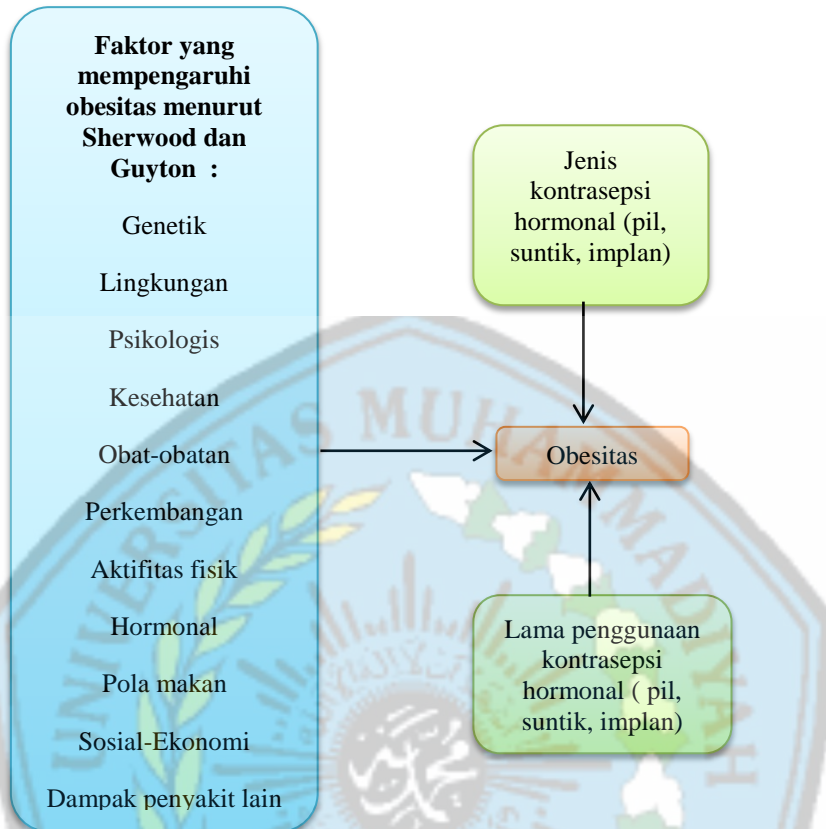 Faktor yang
mempengaruhi
obesitas menurut
Sherwood dan
Guyton :
Genetik
Lingkungan
Psikologis
Kesehatan
Obat-obatan
Perkembangan
Aktifitas fisik
Hormonal
Pola makan
Sosial-Ekonomi
Dampak penyakit lain
Jenis
kontrasepsi
hormonal (pil,
suntik, implan)
Obesitas
Lama penggunaan
kontrasepsi
hormonal ( pil,
suntik, implan)
UNIVERSITAS MUHAMMADIYAH